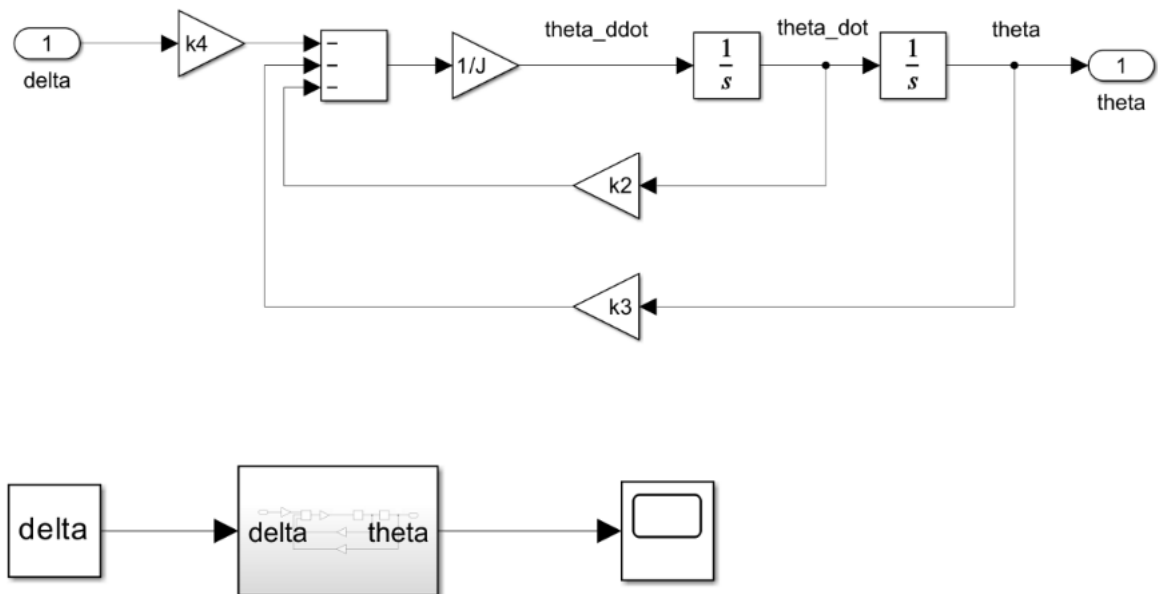 theta_ddot
theta_dot
theta
1
k4
−
−
−
1/J
1
s
1
s
1
delta
theta
k2
k3
delta
delta
theta